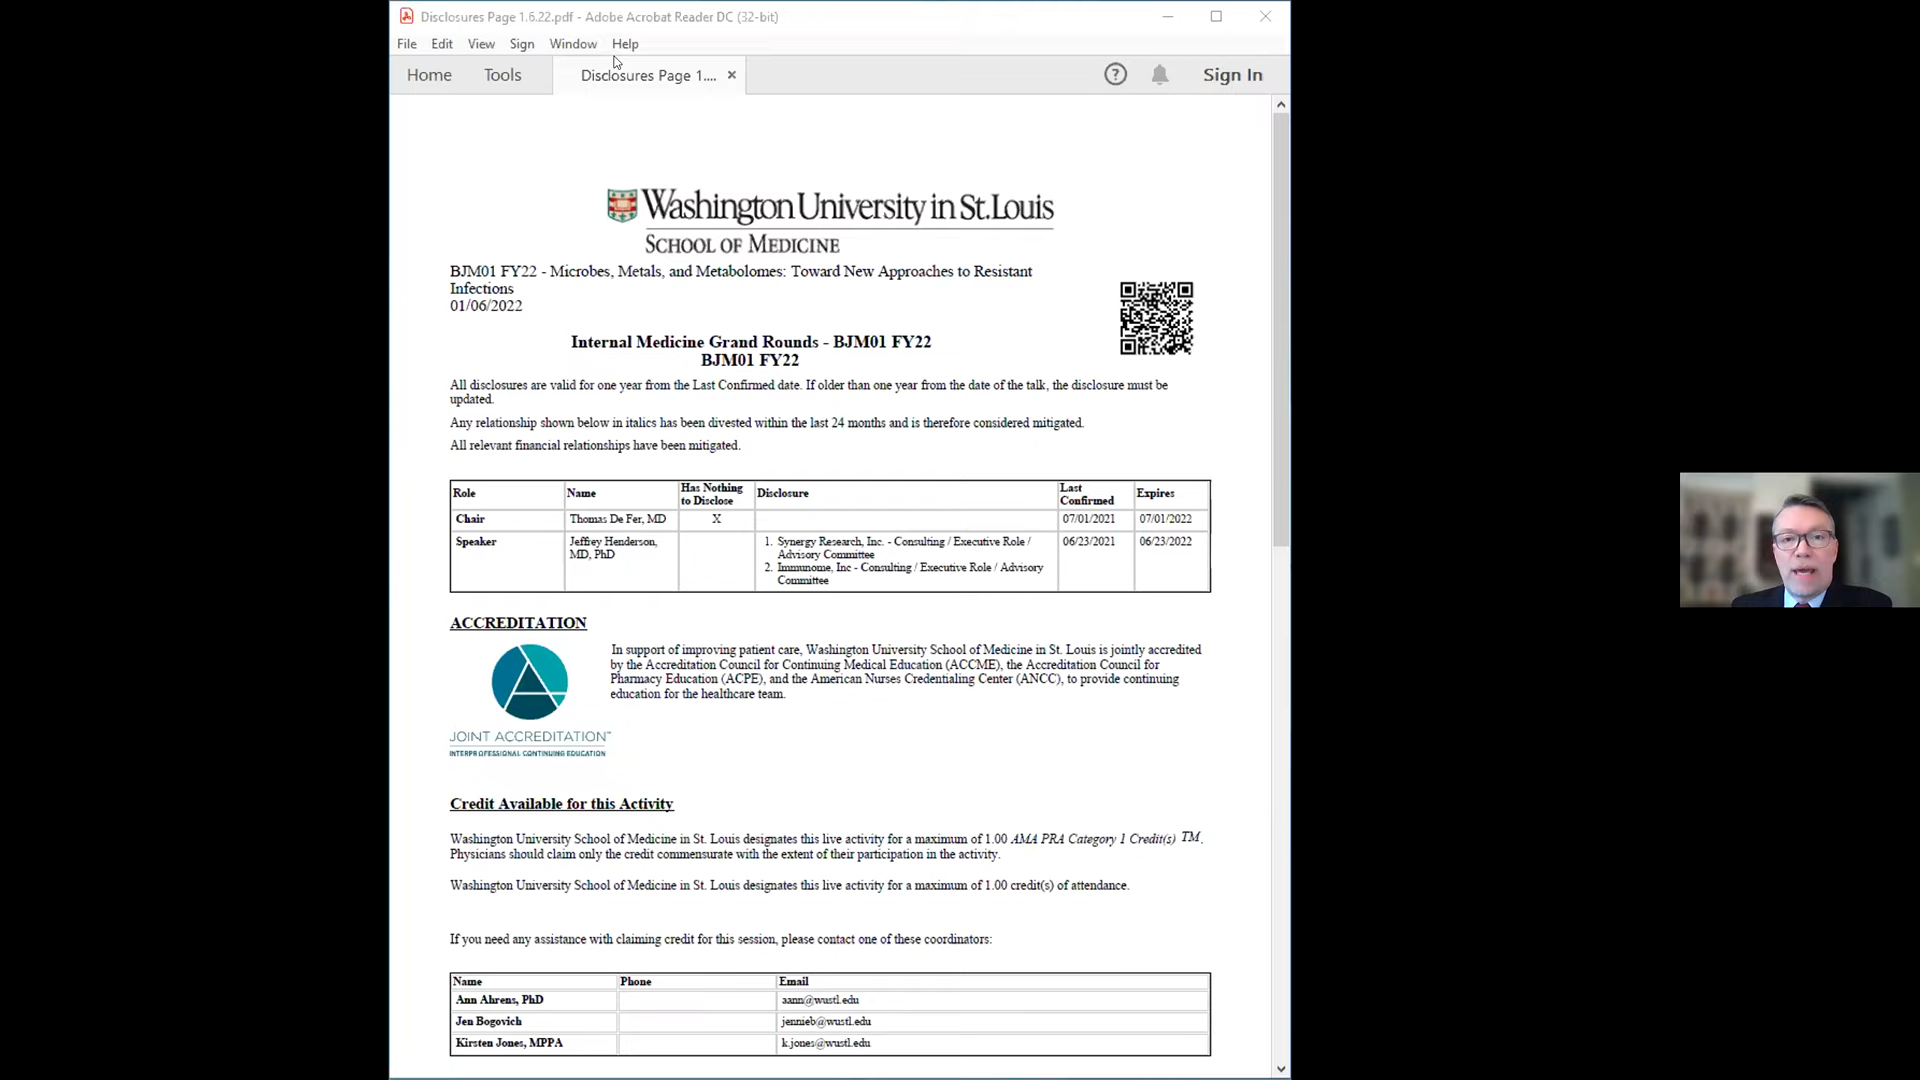 Disclosures Page 1.6.22.pdf - Adobe Acrobat Reader DC (32-bit)
File Edit View Sign Window Help
Home Tools Disclosures Page 1.... × ? Sign In
Washington University in St. Louis
SCHOOL OF MEDICINE
BJM01 FY22 - Microbes, Metals, and Metabolomes: Toward New Approaches to Resistant
Infections
01/06/2022
Internal Medicine Grand Rounds - BJM01 FY22
BJM01 FY22
All disclosures are valid for one year from the Last Confirmed date. If older than one year from the date of the talk, the disclosure must be
updated.
Any relationship shown below in italics has been divested within the last 24 months and is therefore considered mitigated.
All relevant financial relationships have been mitigated.
Role Name Has Nothing to Disclose Disclosure Last Confirmed Expires
Chair Thomas De Fer, MD X 07/01/2021 07/01/2022
Speaker Jeffrey Henderson, MD, PhD 1. Synergy Research, Inc. - Consulting / Executive Role / 06/23/2021 06/23/2022
Advisory Committee
2. Immunome, Inc - Consulting / Executive Role / Advisory
Committee
ACCREDITATION
In support of improving patient care, Washington University School of Medicine in St. Louis is jointly accredited
by the Accreditation Council for Continuing Medical Education (ACCME), the Accreditation Council for
Pharmacy Education (ACPE), and the American Nurses Credentialing Center (ANCC), to provide continuing
education for the healthcare team.
JOINT ACCREDITATION™
INTERPROFESSIONAL CONTINUING EDUCATION
Credit Available for this Activity
Washington University School of Medicine in St. Louis designates this live activity for a maximum of 1.00 AMA PRA Category 1 Credit(s) TM.
Physicians should claim only the credit commensurate with the extent of their participation in the activity.
Washington University School of Medicine in St. Louis designates this live activity for a maximum of 1.00 credit(s) of attendance.
If you need any assistance with claiming credit for this session, please contact one of these coordinators:
Name Phone Email
Ann Ahrens, PhD aann@wustl.edu
Jen Bogovich jennieb@wustl.edu
Kirsten Jones, MPPA k.jones@wustl.edu